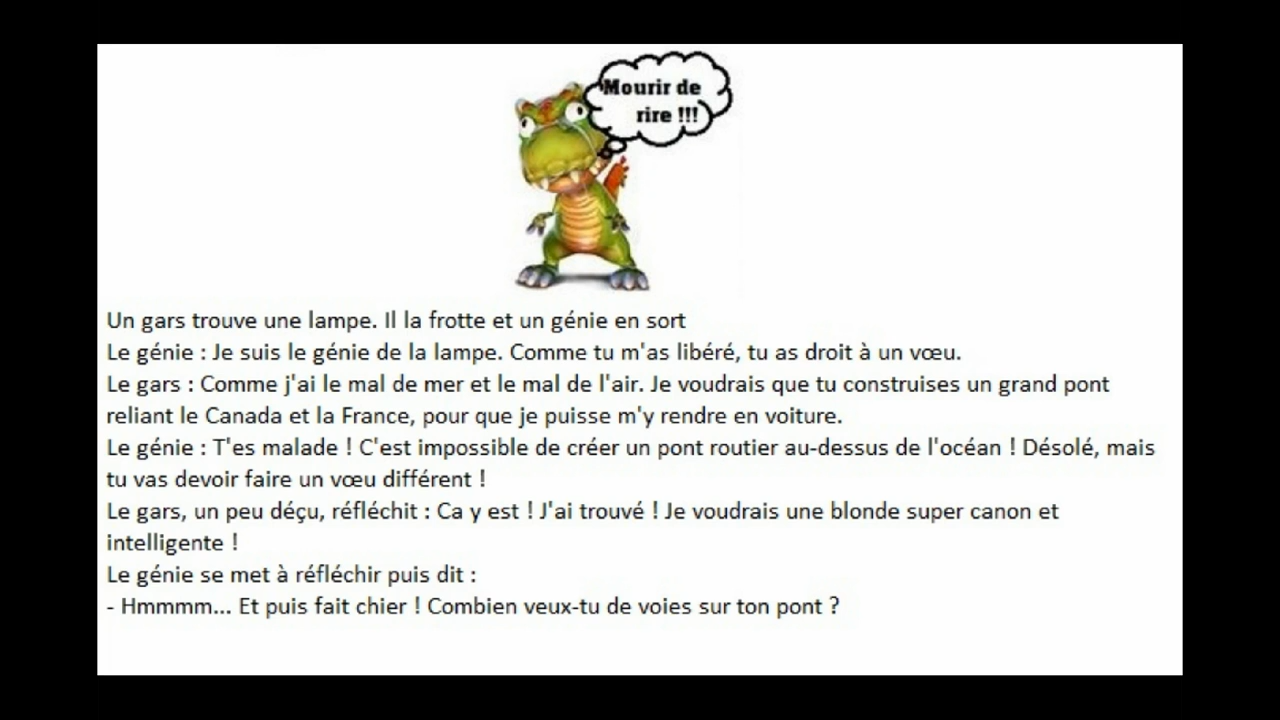 Mourir de
rire !!!
Un gars trouve une lampe. Il la frotte et un génie en sort
Le génie : Je suis le génie de la lampe. Comme tu m'as libéré, tu as droit à un vœu.
Le gars : Comme j'ai le mal de mer et le mal de l'air. Je voudrais que tu construises un grand pont
reliant le Canada et la France, pour que je puisse m'y rendre en voiture.
Le génie : T'es malade ! C'est impossible de créer un pont routier au-dessus de l'océan ! Désolé, mais
tu vas devoir faire un vœu différent !
Le gars, un peu déçu, réfléchit : Ca y est ! J'ai trouvé ! Je voudrais une blonde super canon et
intelligente !
Le génie se met à réfléchir puis dit :
- Hmmmm... Et puis fait chier ! Combien veux-tu de voies sur ton pont ?